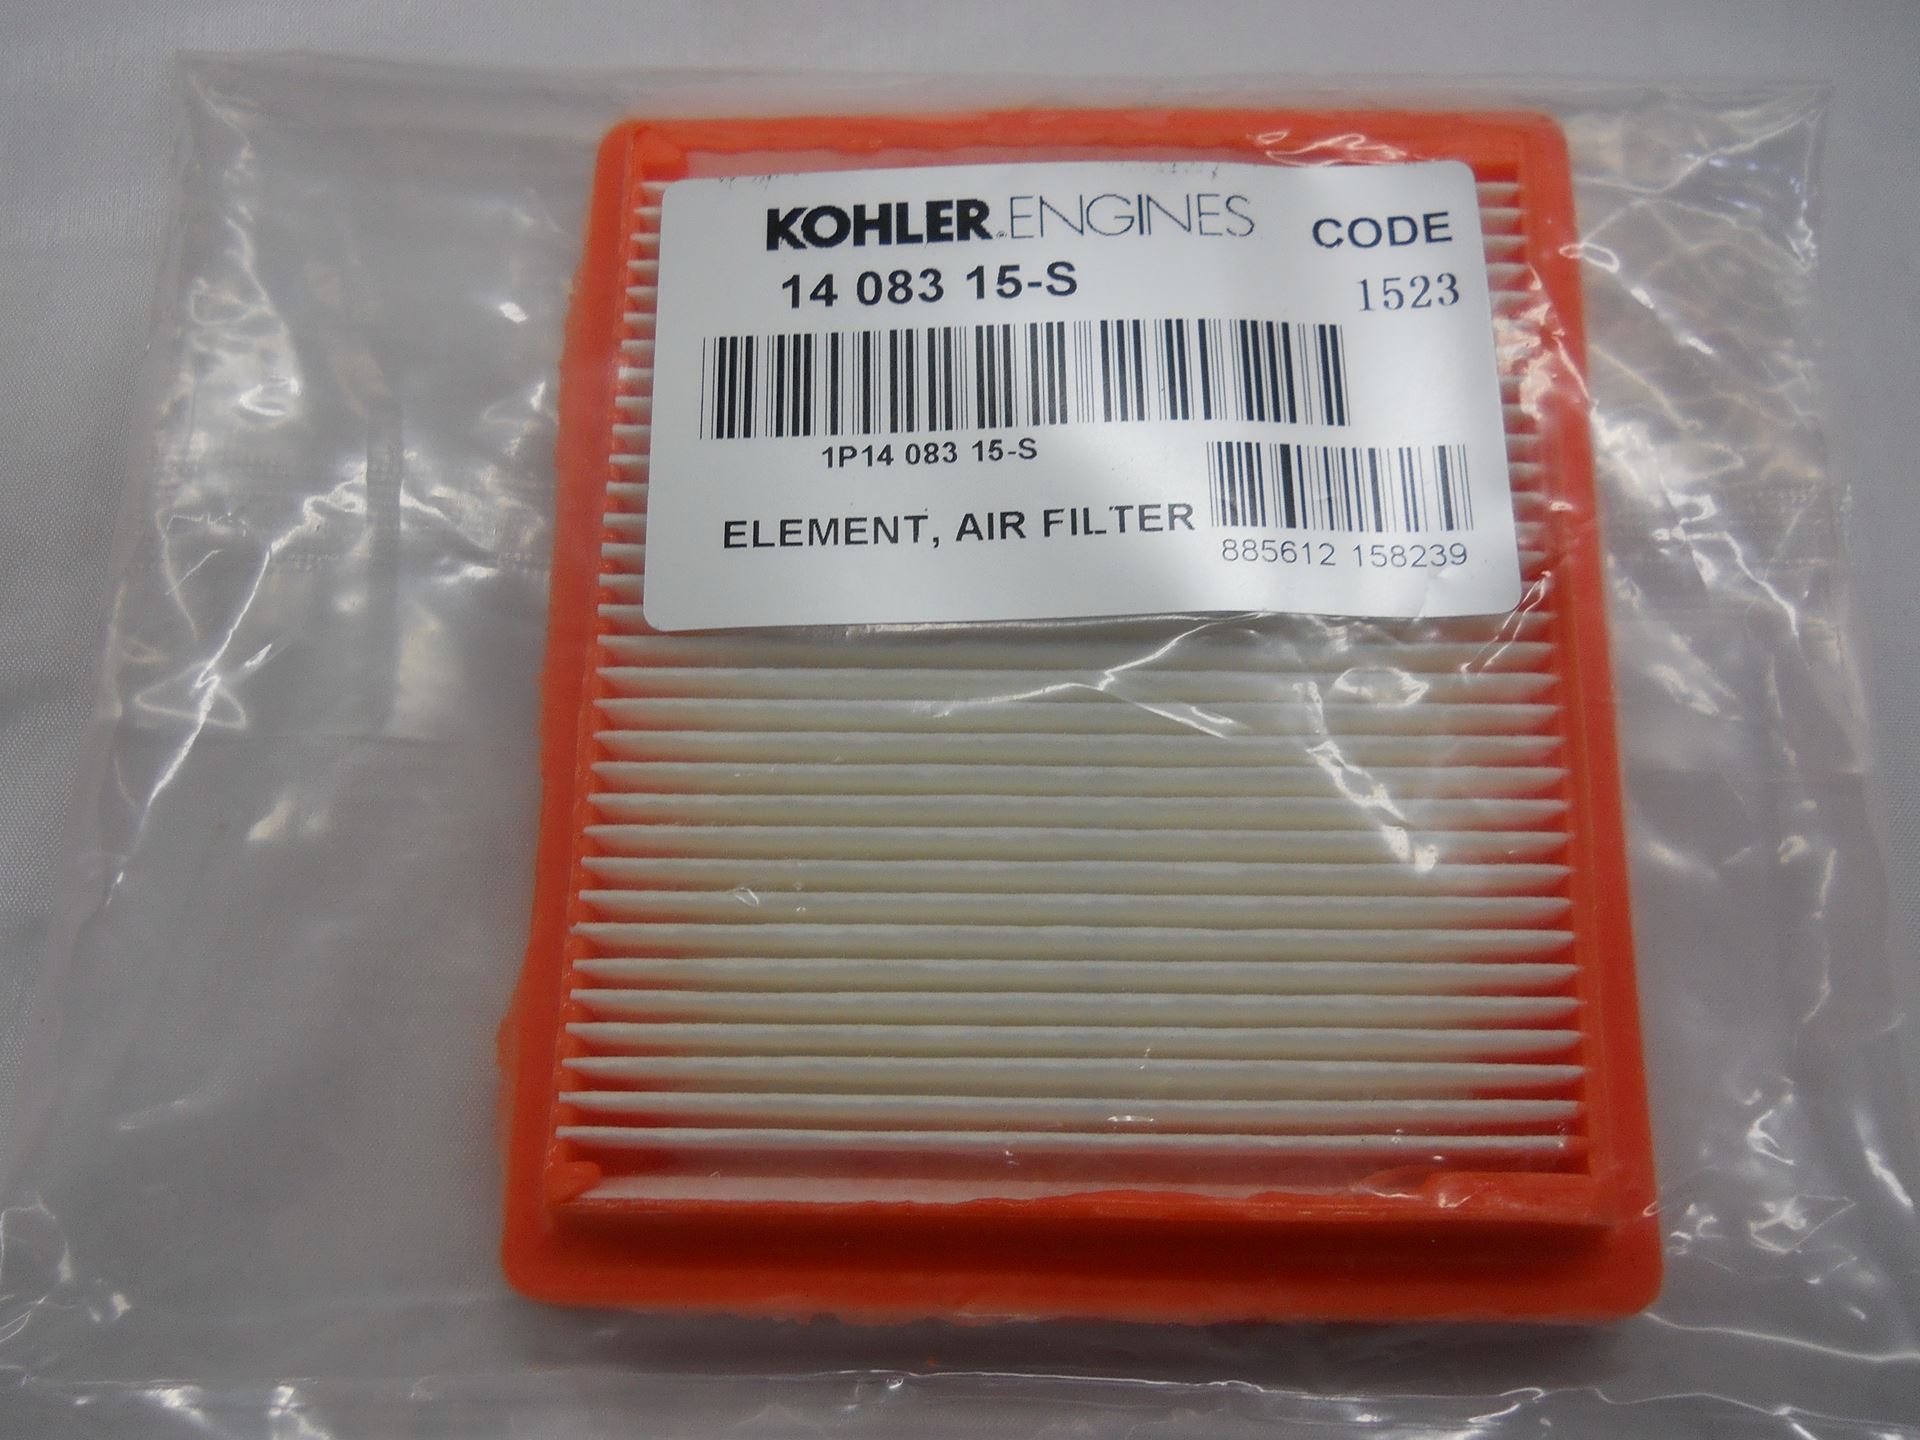 KOHLER ENGINES CODE
14 083 15-S 1523
1P14 083 15-S
ELEMENT, AIR FILTER
885612 158239